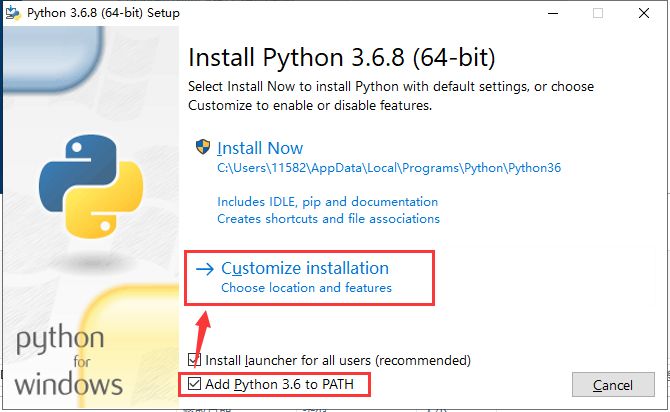 Python 3.6.8 (64-bit) Setup
Install Python 3.6.8 (64-bit)
Select Install Now to install Python with default settings, or choose
Customize to enable or disable features.
Install Now
C:\Users\11582\AppData\Local\Programs\Python\Python36
Includes IDLE, pip and documentation
Creates shortcuts and file associations
Customize installation
Choose location and features
python
for
windows
Install launcher for all users (recommended)
Add Python 3.6 to PATH
Cancel